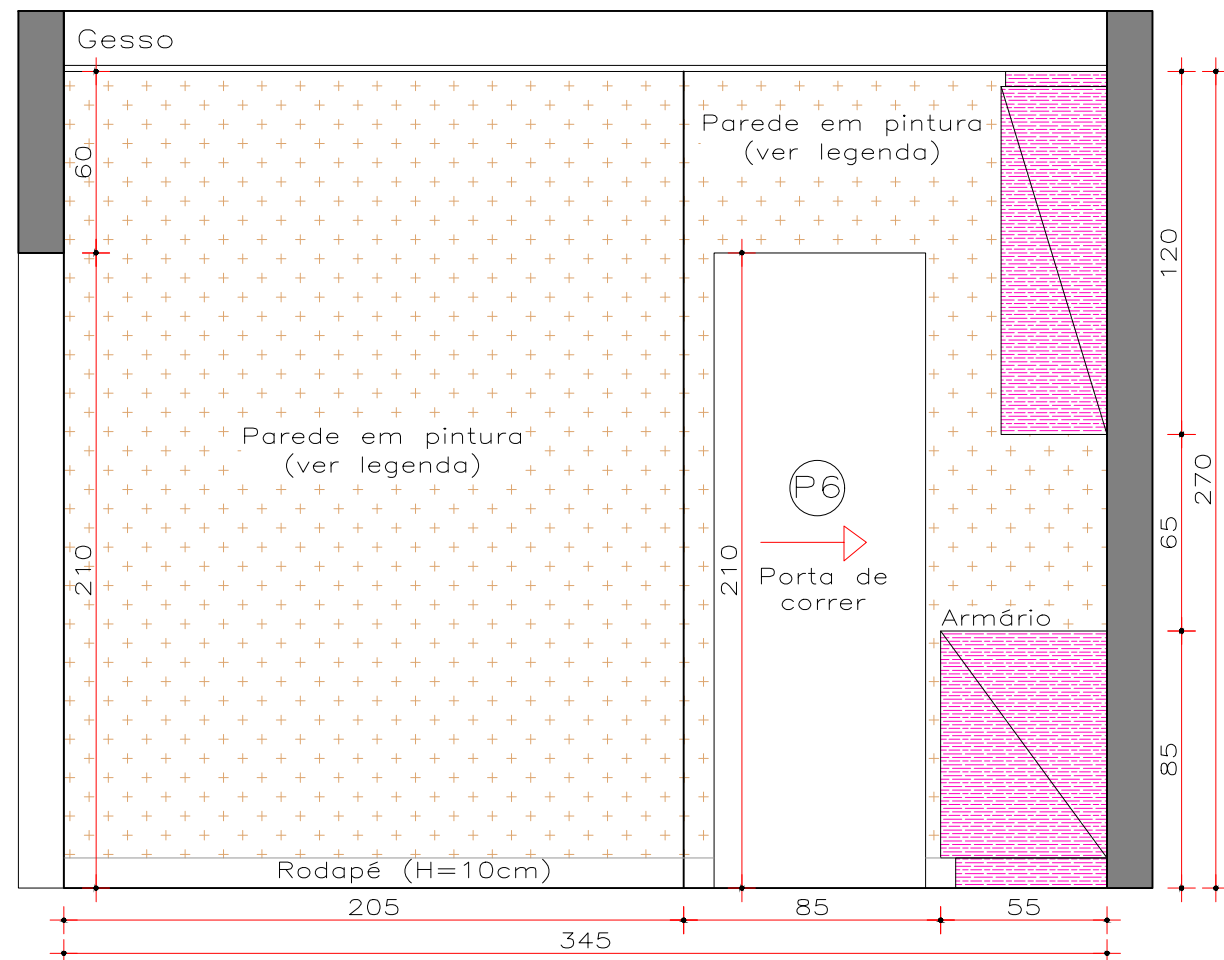 Gesso
Parede em pintura
(ver legenda)
60
120
Parede em pintura
(ver legenda)
270
P6
65
210
210
Porta de
correr
Armário
85
Rodapé (H=10cm)
205
85
55
345